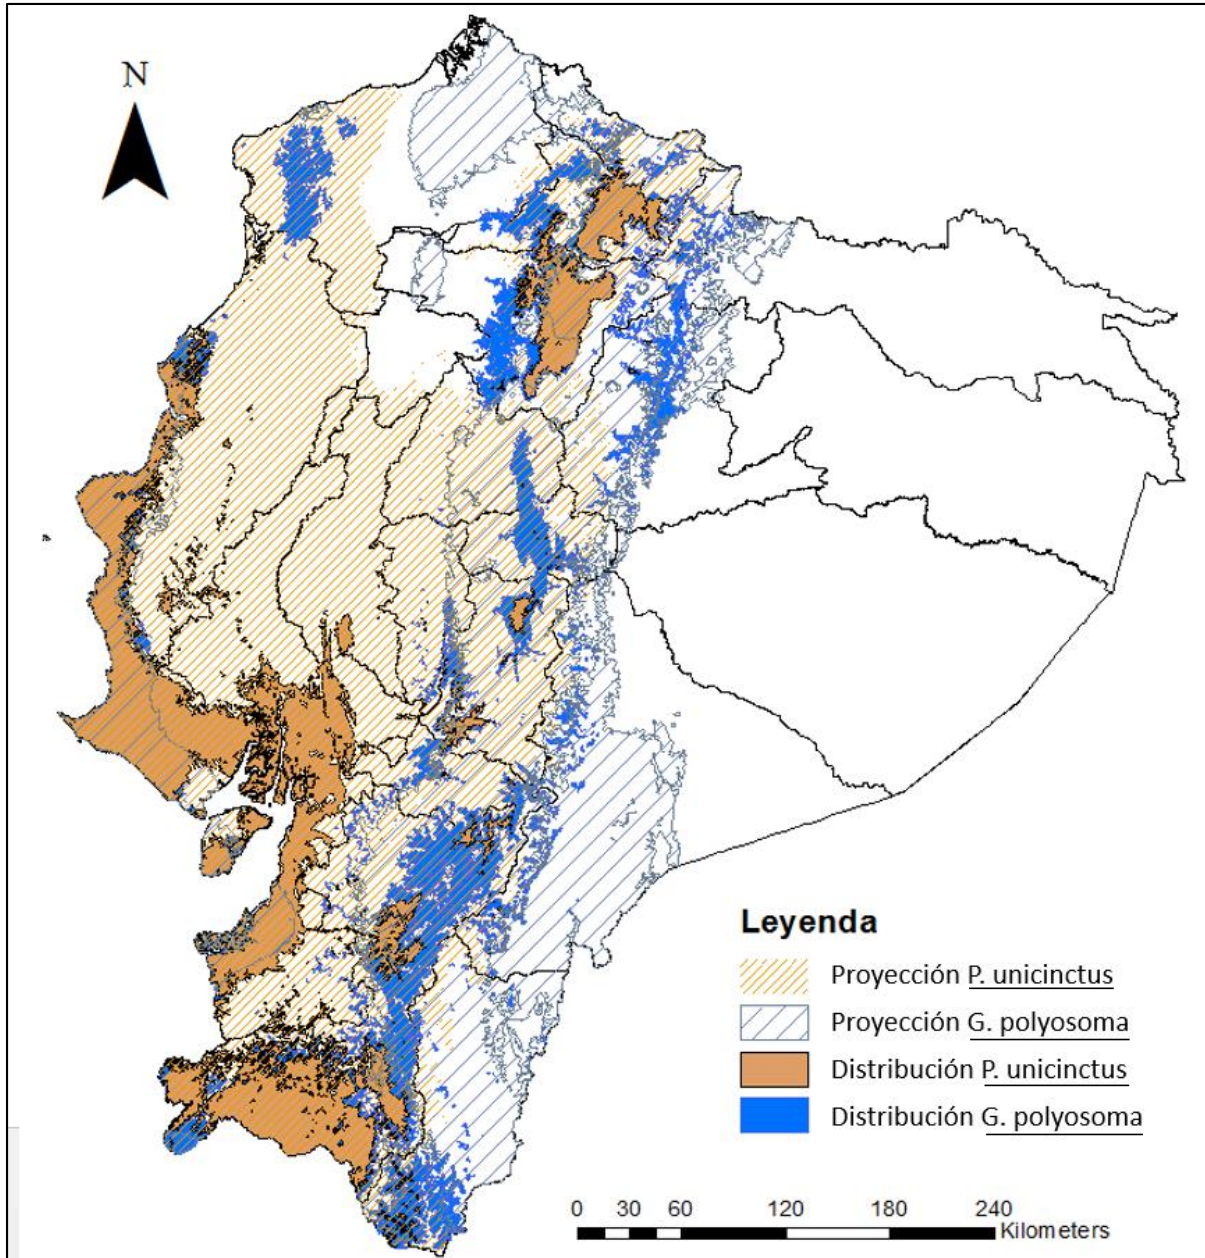 N
Leyenda
Proyección P. unicinctus
Proyección G. polyosoma
Distribución P. unicinctus
Distribución G. polyosoma
0 30 60 120 180 240
Kilometers